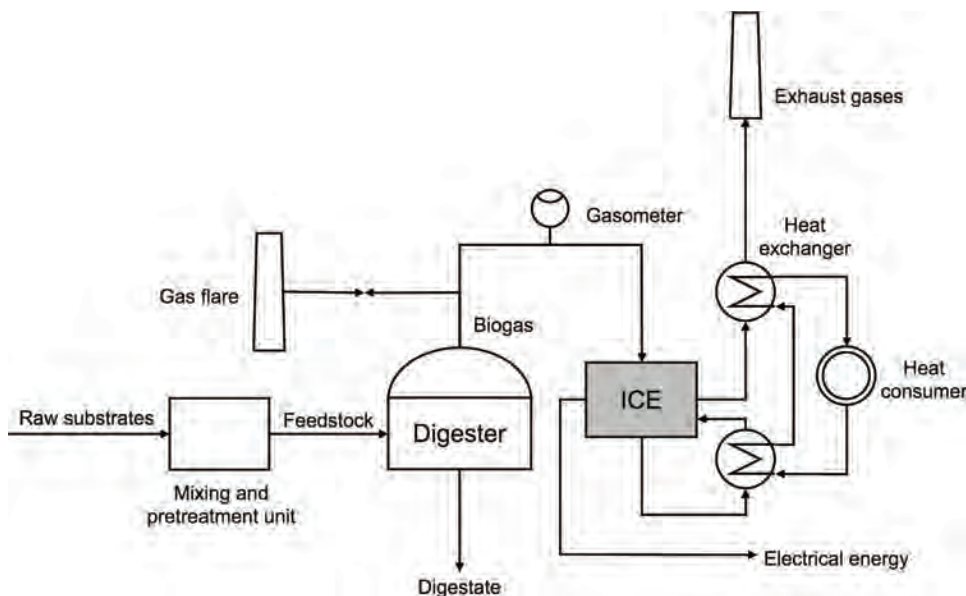 Exhaust gases
Gasometer
Heat
exchanger
Gas flare
Biogas
Heat
consumer
ICE
Raw substrates
Feedstock
Digester
Mixing and
pretreatment unit
Electrical energy
Digestate